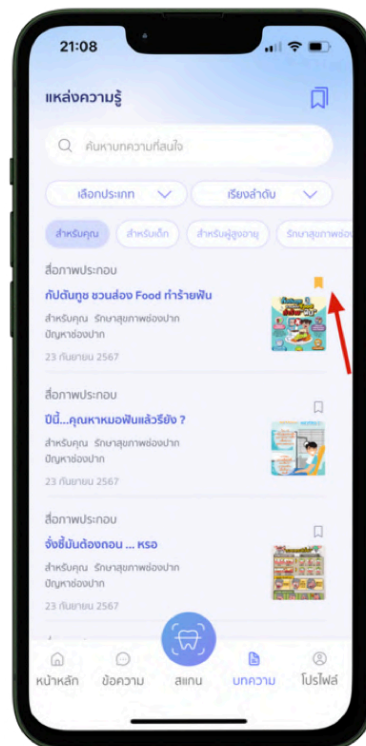 21:08
แหล่งความรู้
ค้นหาบทความที่สนใจ
เลือกประเภท
เรียงลำดับ
สำหรับคุณ
สำหรับเด็ก
สำหรับผู้สูงอายุ
รักษาสุขภาพช่อง
สื่อภาพประกอบ
กัปตันทูธ ชวนส่อง Food ทำร้ายฟัน
สำหรับคุณ รักษาสุขภาพช่องปาก
ปัญหาช่องปาก
23 กันยายน 2567
สื่อภาพประกอบ
ปีนี้...คุณหาหมอฟันแล้วรึยัง ?
สำหรับคุณ รักษาสุขภาพช่องปาก
ปัญหาช่องปาก
23 กันยายน 2567
สื่อภาพประกอบ
จั่งซี้มันต้องถอน ... หรอ
สำหรับคุณ รักษาสุขภาพช่องปาก
ปัญหาช่องปาก
23 กันยายน 2567
หน้าหลัก
ข้อความ
สแกน
บทความ
โปรไฟล์